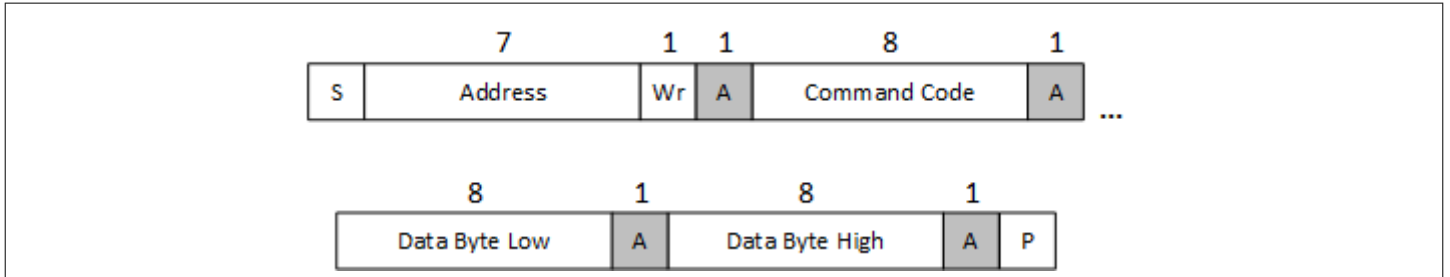 7 1 1 8 1
S Address Wr A Command Code A ...
8 1 8 1
Data Byte Low A Data Byte High A P